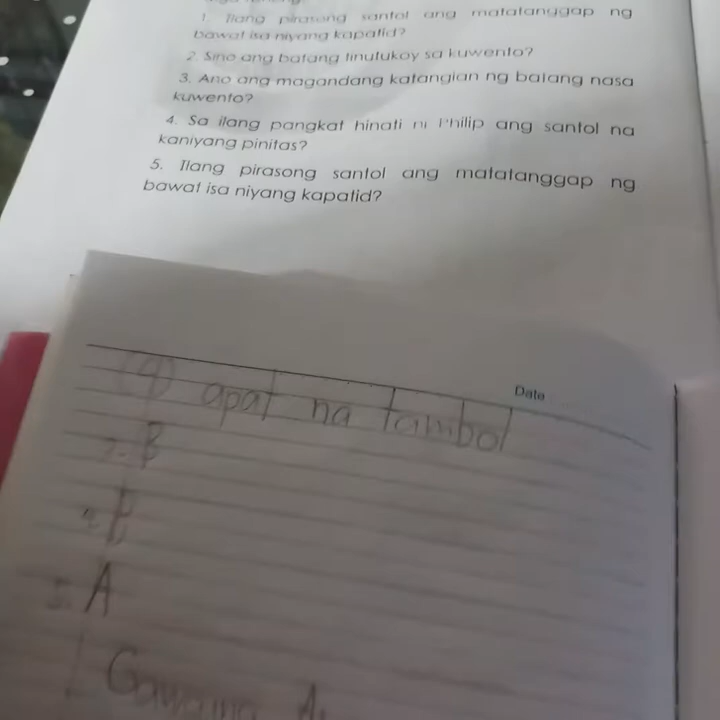 1. Ilang pirasong santol ang matatanggap ng
bawat isa niyang kapatid?
2. Sino ang batang tinutukoy sa kuwento?
3. Ano ang magandang katangian ng batang nasa
kuwento?
4. Sa ilang pangkat hinati ni Philip ang santol na
kaniyang pinitas?
5. Ilang pirasong santol ang matatanggap ng
bawat isa niyang kapatid?
Date
(4) apat na tambol
B
B
A
Gawaing A